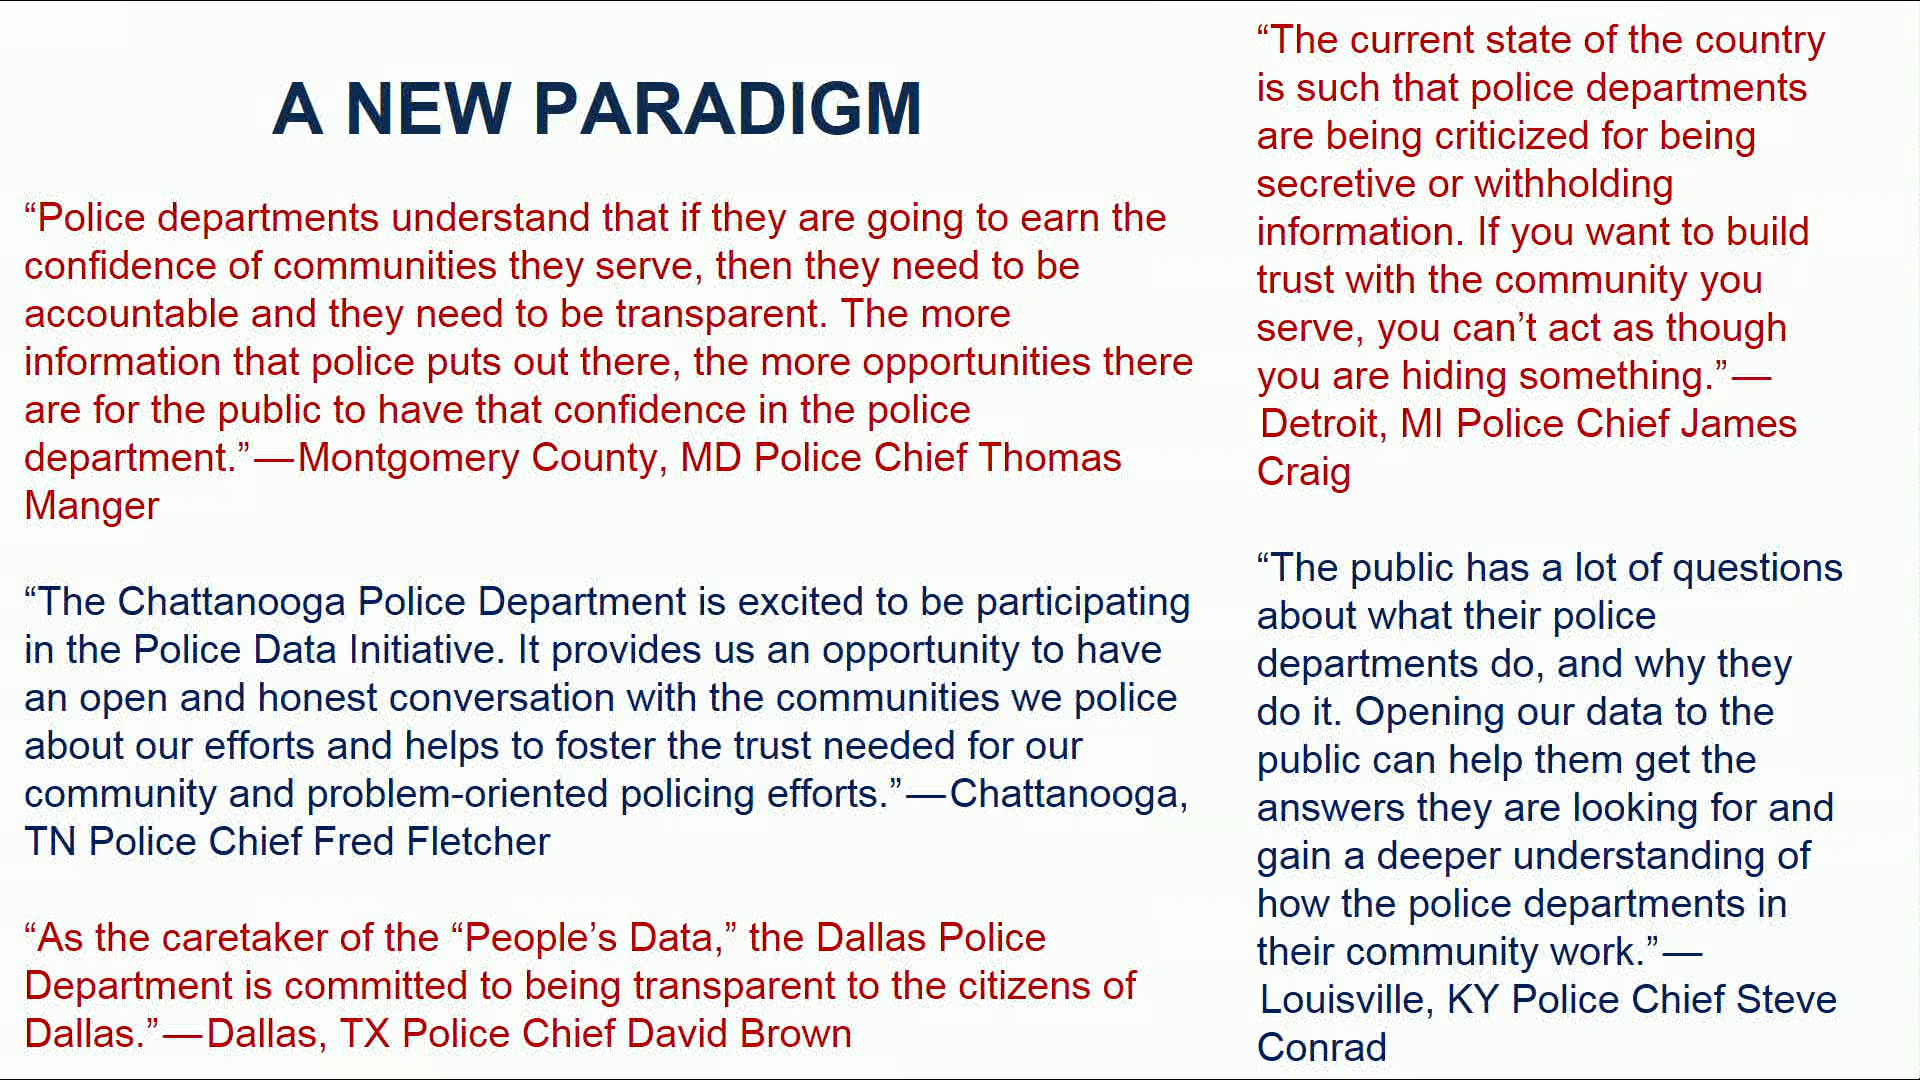 A NEW PARADIGM
“Police departments understand that if they are going to earn the
confidence of communities they serve, then they need to be
accountable and they need to be transparent. The more
information that police puts out there, the more opportunities there
are for the public to have that confidence in the police
department.”—Montgomery County, MD Police Chief Thomas
Manger
“The Chattanooga Police Department is excited to be participating
in the Police Data Initiative. It provides us an opportunity to have
an open and honest conversation with the communities we police
about our efforts and helps to foster the trust needed for our
community and problem-oriented policing efforts.”—Chattanooga,
TN Police Chief Fred Fletcher
“As the caretaker of the “People’s Data,” the Dallas Police
Department is committed to being transparent to the citizens of
Dallas.”—Dallas, TX Police Chief David Brown
“The current state of the country
is such that police departments
are being criticized for being
secretive or withholding
information. If you want to build
trust with the community you
serve, you can’t act as though
you are hiding something.”—
Detroit, MI Police Chief James
Craig
“The public has a lot of questions
about what their police
departments do, and why they
do it. Opening our data to the
public can help them get the
answers they are looking for and
gain a deeper understanding of
how the police departments in
their community work.”—
Louisville, KY Police Chief Steve
Conrad